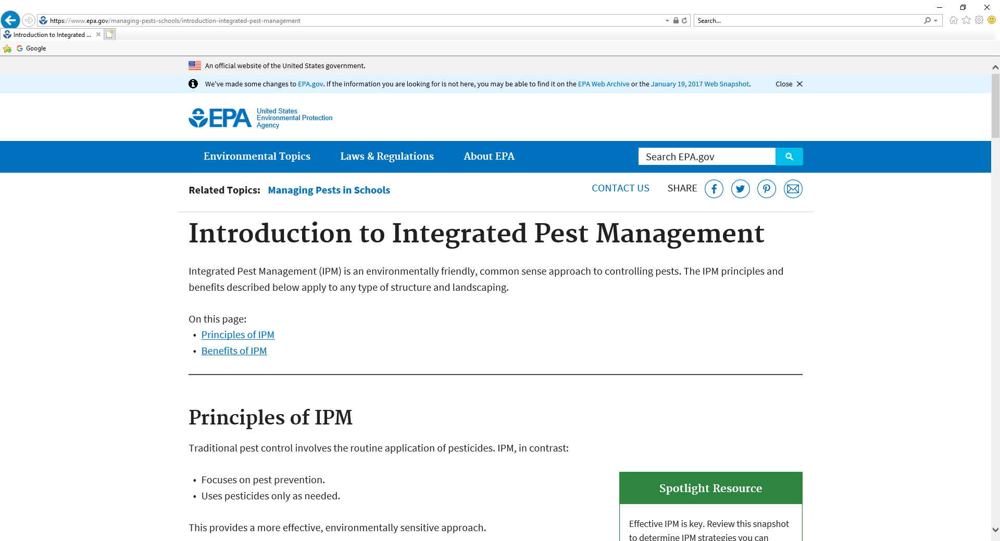 https://www.epa.gov/managing-pests-schools/introduction-integrated-pest-management
Search...
Introduction to Integrated ...
Google
An official website of the United States government.
We've made some changes to EPA.gov. If the information you are looking for is not here, you may be able to find it on the EPA Web Archive or the January 19, 2017 Web Snapshot.
Close
EPA
United States
Environmental Protection
Agency
Environmental Topics
Laws & Regulations
About EPA
Search EPA.gov
Related Topics: Managing Pests in Schools
CONTACT US
SHARE
Introduction to Integrated Pest Management
Integrated Pest Management (IPM) is an environmentally friendly, common sense approach to controlling pests. The IPM principles and
benefits described below apply to any type of structure and landscaping.
On this page:
• Principles of IPM
• Benefits of IPM
Principles of IPM
Traditional pest control involves the routine application of pesticides. IPM, in contrast:
• Focuses on pest prevention.
• Uses pesticides only as needed.
This provides a more effective, environmentally sensitive approach.
Spotlight Resource
Effective IPM is key. Review this snapshot
to determine IPM strategies you can